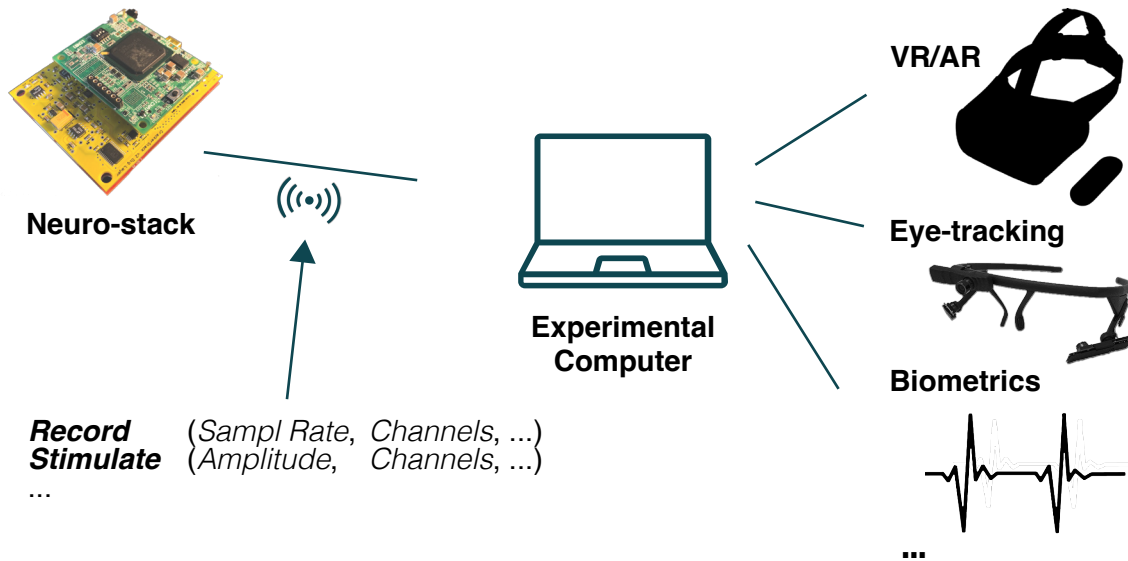 VR/AR
Neuro-stack
Eye-tracking
Experimental
Computer
Biometrics
Record (Sampl Rate, Channels, ...)
Stimulate (Amplitude, Channels, ...)
...
...